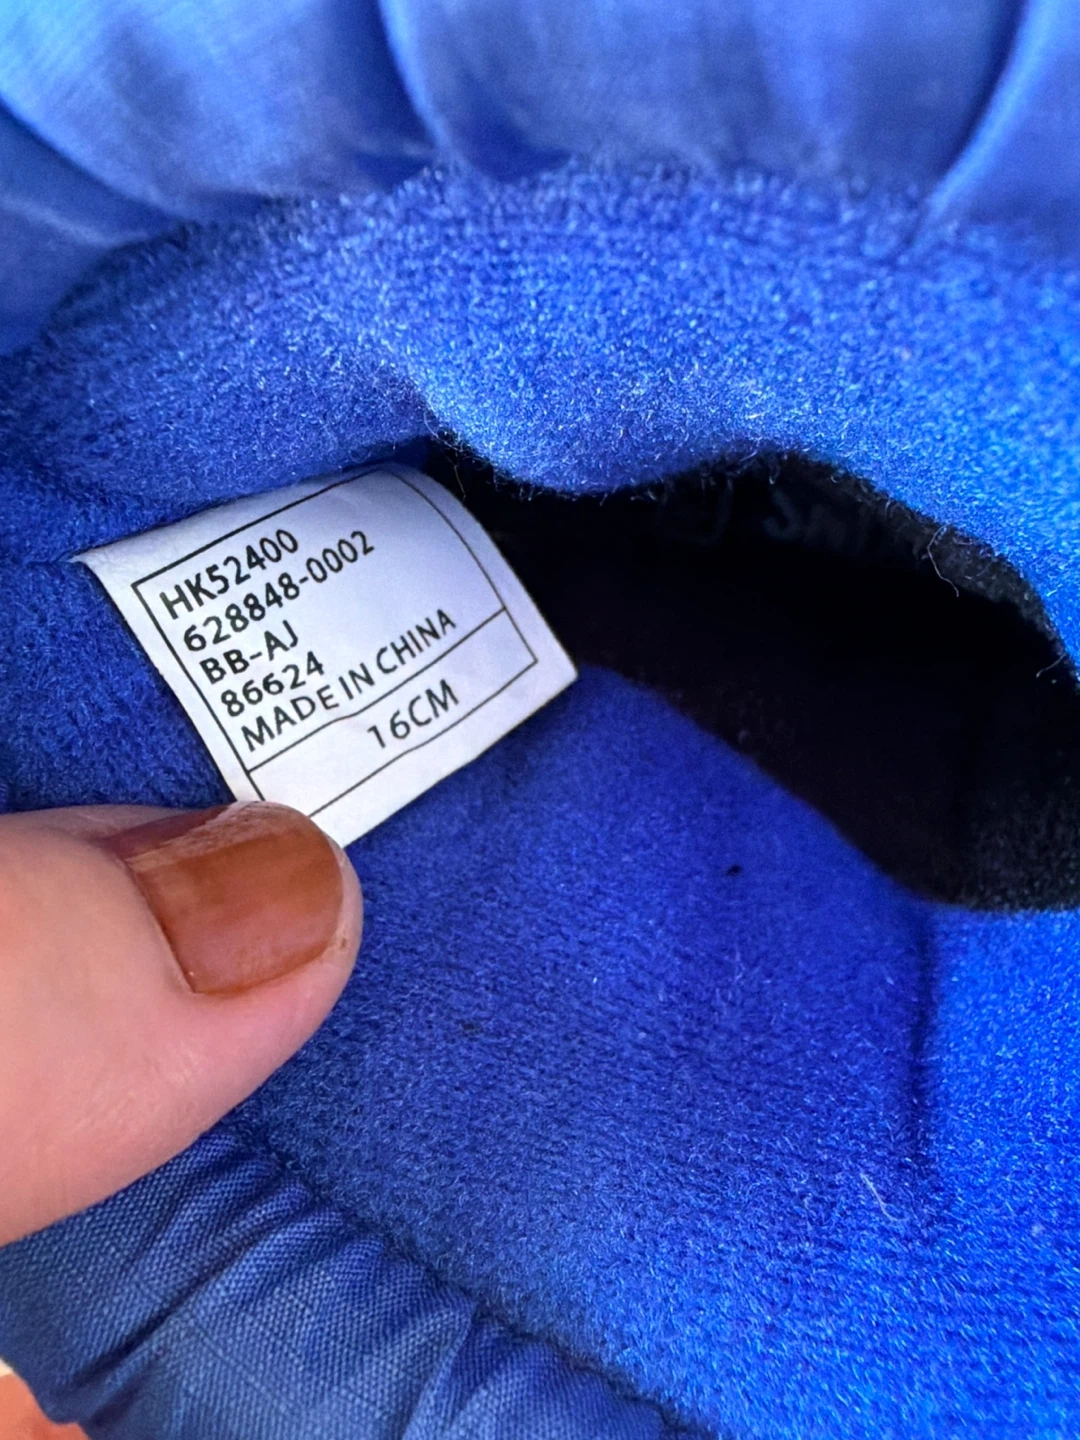 HK52400
628848-0002
BB-AJ
86624
MADE IN CHINA
16CM